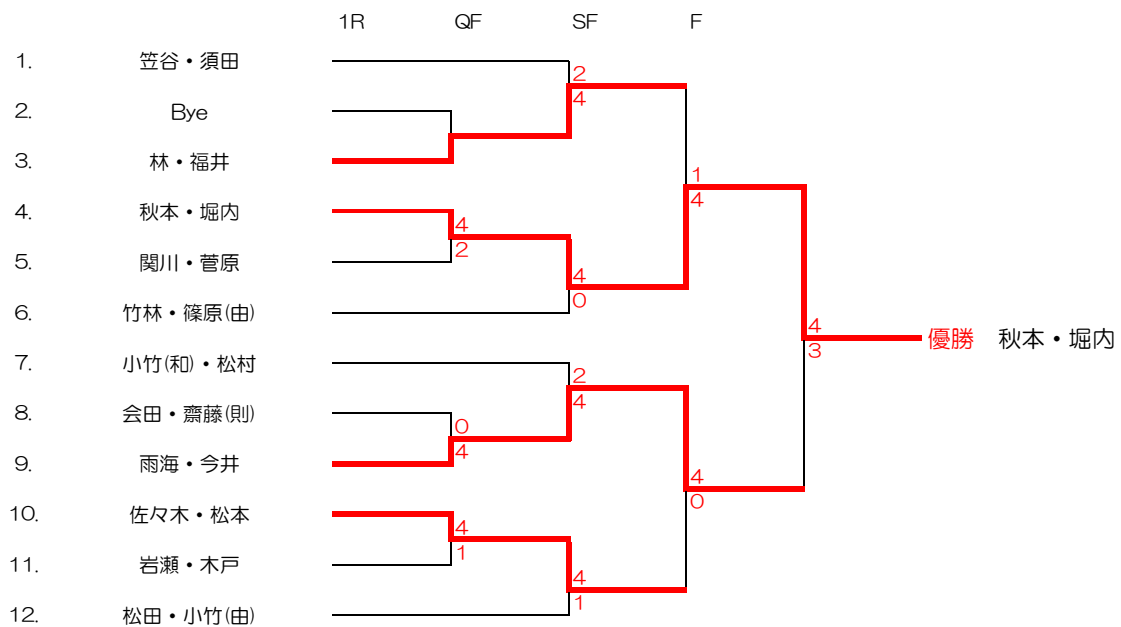 1R QF SF F
1. 笠谷・須田
2
2. Bye
4
3. 林・福井
1
4. 秋本・堀内
4
4
2
5. 関川・菅原
4
0
6. 竹林・篠原(由)
4
優勝 秋本・堀内
3
7. 小竹(和)・松村
2
4
8. 会田・齋藤(則)
0
4
9. 雨海・今井
4
0
10. 佐々木・松本
4
1
11. 岩瀬・木戸
4
1
12. 松田・小竹(由)